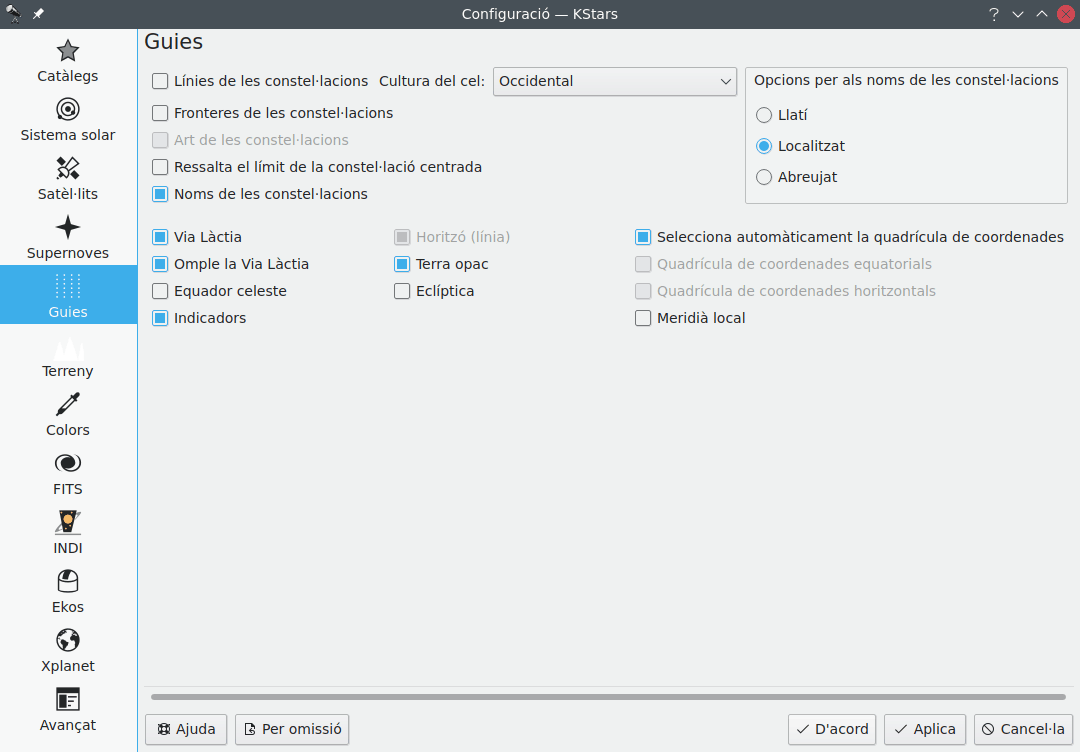 Configuració — KStars
Catàlegs
Sistema solar
Satèl·lits
Supernoves
Guies
Terreny
Colors
FITS
INDI
Ekos
Xplanet
Avançat
Guies
Línies de les constel·lacions Cultura del cel: Occidental
Fronteres de les constel·lacions
Art de les constel·lacions
Ressalta el límit de la constel·lació centrada
Noms de les constel·lacions
Opcions per als noms de les constel·lacions
Llatí
Localitzat
Abreujat
Via Làctia
Omple la Via Làctia
Equador celeste
Indicadors
Horitzó (línia)
Terra opac
Eclíptica
Selecciona automàticament la quadrícula de coordenades
Quadrícula de coordenades equatorials
Quadrícula de coordenades horitzontals
Meridià local
Ajuda Per omissió D'acord Aplica Cancel·la